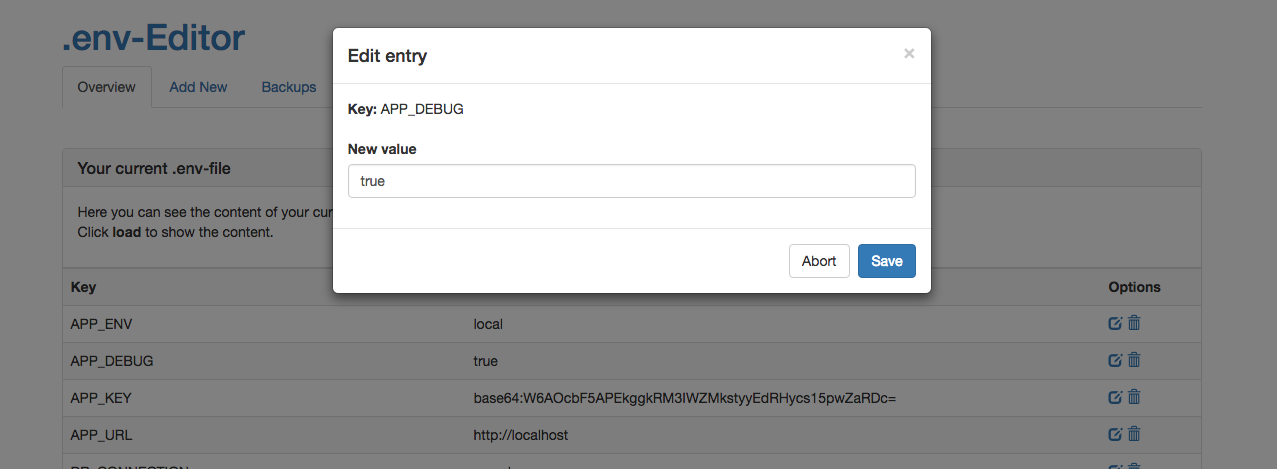 .env-Editor
Overview Add New Backups
Edit entry ×
Key: APP_DEBUG
New value
true
Abort Save
Your current .env-file
Here you can see the content of your
Click load to show the content.
Key Options
APP_ENV local
APP_DEBUG true
APP_KEY base64:W6AOcbF5APEkggkRM3IWZMkstyyEdRHycs15pwZaRDc=
APP_URL http://localhost